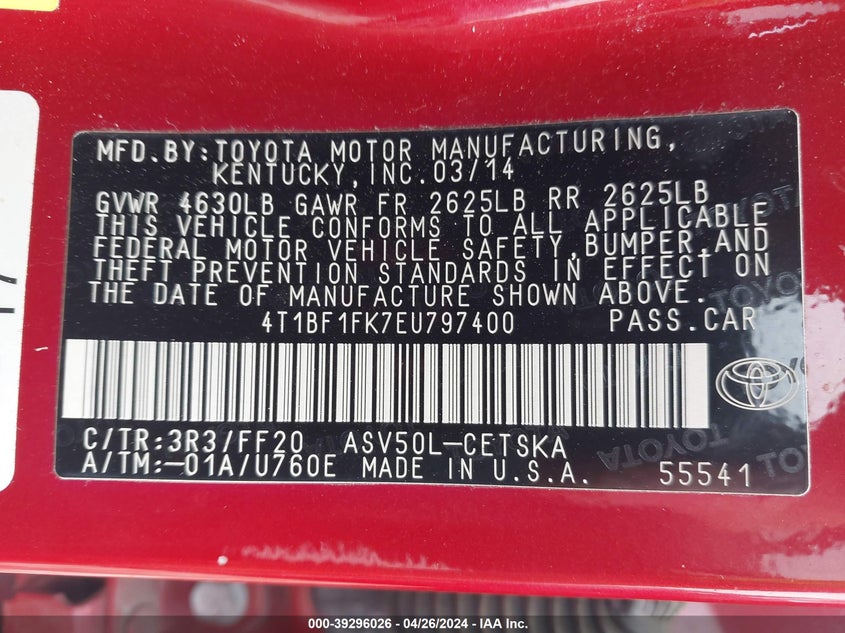 MFD.BY:TOYOTA MOTOR MANUFACTURING,
KENTUCKY,INC.03/14
GVWR 4630LB GAWR FR 2625LB RR 2625LB
THIS VEHICLE CONFORMS TO ALL APPLICABLE
FEDERAL MOTOR VEHICLE SAFETY,BUMPER,AND
THEFT PREVENTION STANDARDS IN EFFECT ON
THE DATE OF MANUFACTURE SHOWN ABOVE.
4T1BF1FK7EU797400 PASS.CAR
C/TR:3R3/FF20 ASV50L-CETSKA
A/TM:-01A/U760E MADE IN U.S.A. 55541
000-39296026 - 04/26/2024 - IAA Inc.